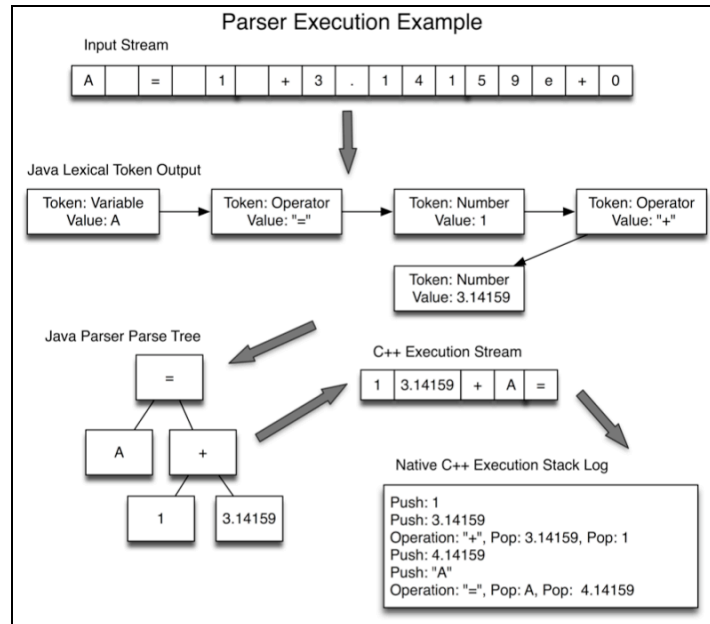 Parser Execution Example
Input Stream
A = 1 + 3 . 1 4 1 5 9 e + 0
Java Lexical Token Output
Token: Variable
Value: A
Token: Operator
Value: "="
Token: Number
Value: 1
Token: Operator
Value: "+"
Token: Number
Value: 3.14159
Java Parser Parse Tree
=
A
+
1
3.14159
C++ Execution Stream
1 3.14159 + A =
Native C++ Execution Stack Log
Push: 1
Push: 3.14159
Operation: "+", Pop: 3.14159, Pop: 1
Push: 4.14159
Push: "A"
Operation: "=", Pop: A, Pop: 4.14159